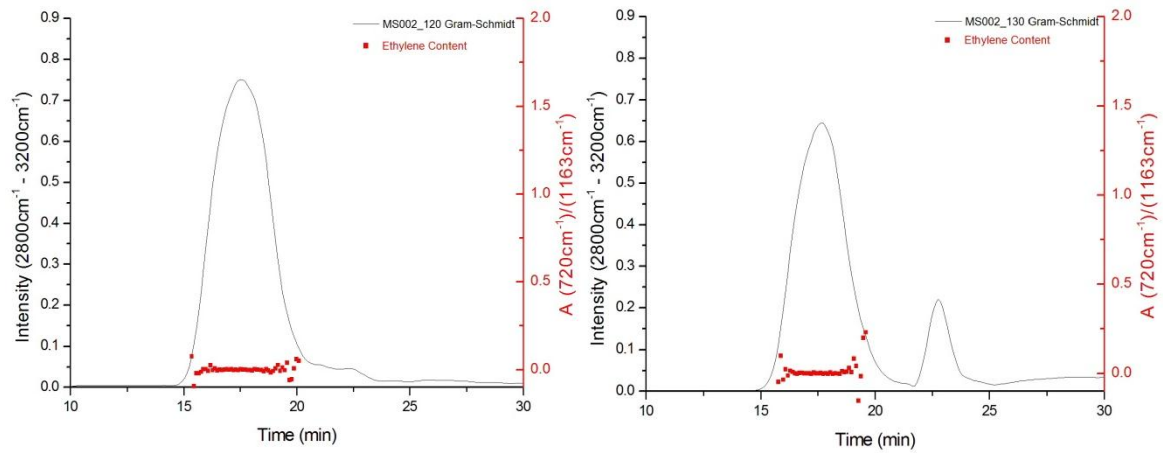 MS002_120 Gram-Schmidt
Ethylene Content
Intensity (2800cm⁻¹ - 3200cm⁻¹)
0.9
0.8
0.7
0.6
0.5
0.4
0.3
0.2
0.1
0.0
2.0
1.5
1.0
0.5
0.0
A (720cm⁻¹)/(1163cm⁻¹)
10 15 20 25 30
Time (min)
MS002_130 Gram-Schmidt
Ethylene Content
Intensity (2800cm⁻¹ - 3200cm⁻¹)
0.9
0.8
0.7
0.6
0.5
0.4
0.3
0.2
0.1
0.0
2.0
1.5
1.0
0.5
0.0
A (720cm⁻¹)/(1163cm⁻¹)
10 15 20 25 30
Time (min)